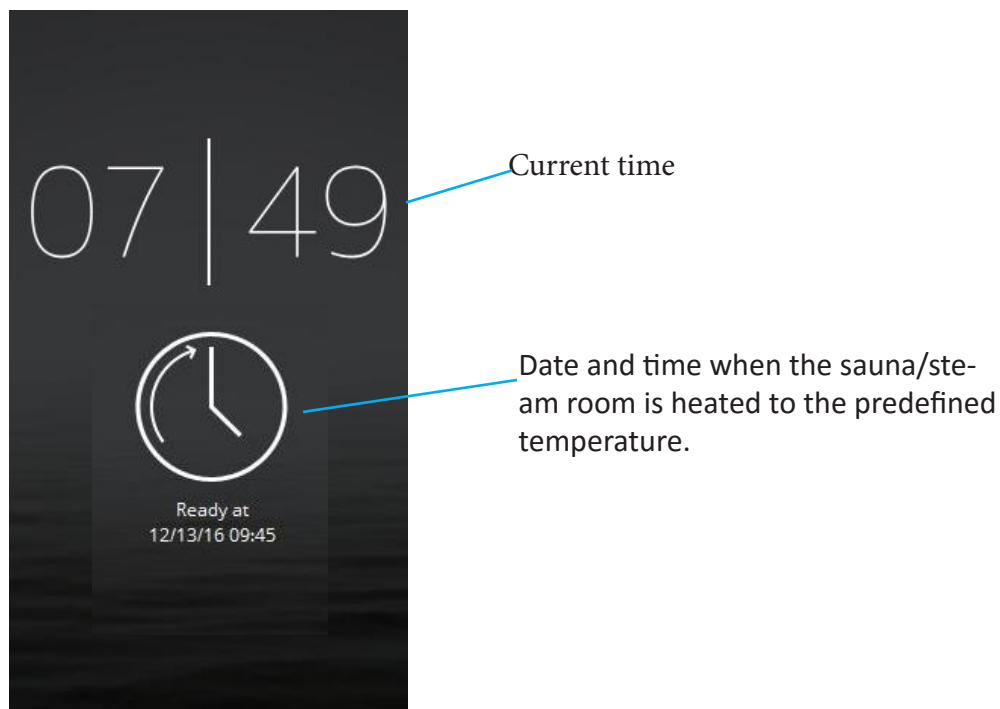 07|49
Current time
Date and time when the sauna/ste-
am room is heated to the predefined
temperature.
Ready at
12/13/16 09:45